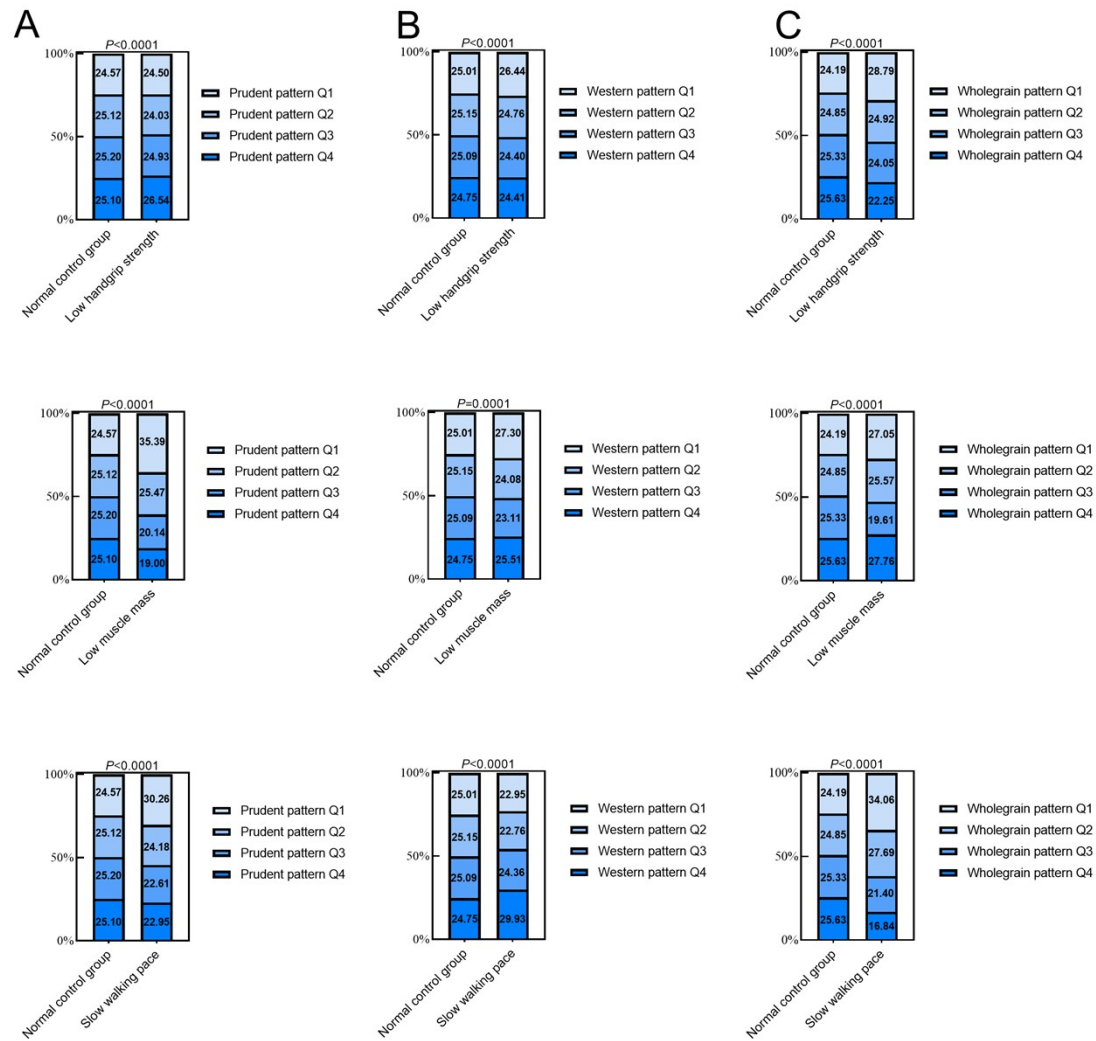 A
B
C
P<0.0001
100%
50%
0%
24.57
25.12
25.20
25.10
24.50
24.03
24.93
26.54
Normal control group
Low handgrip strength
Prudent pattern Q1
Prudent pattern Q2
Prudent pattern Q3
Prudent pattern Q4
P<0.0001
100%
50%
0%
25.01
25.15
25.09
24.75
26.44
24.76
24.40
24.41
Normal control group
Low handgrip strength
Western pattern Q1
Western pattern Q2
Western pattern Q3
Western pattern Q4
P<0.0001
100%
50%
0%
24.19
24.85
25.33
25.63
28.79
24.92
24.05
22.25
Normal control group
Low handgrip strength
Wholegrain pattern Q1
Wholegrain pattern Q2
Wholegrain pattern Q3
Wholegrain pattern Q4
P<0.0001
100%
50%
0%
24.57
25.12
25.20
25.10
35.39
25.47
20.14
19.00
Normal control group
Low muscle mass
Prudent pattern Q1
Prudent pattern Q2
Prudent pattern Q3
Prudent pattern Q4
P=0.0001
100%
50%
0%
25.01
25.15
25.09
24.75
27.30
24.08
23.11
25.51
Normal control group
Low muscle mass
Western pattern Q1
Western pattern Q2
Western pattern Q3
Western pattern Q4
P<0.0001
100%
50%
0%
24.19
24.85
25.33
25.63
27.05
25.57
19.61
27.76
Normal control group
Low muscle mass
Wholegrain pattern Q1
Wholegrain pattern Q2
Wholegrain pattern Q3
Wholegrain pattern Q4
P<0.0001
100%
50%
0%
24.57
25.12
25.20
25.10
30.26
24.18
22.61
22.95
Normal control group
Slow walking pace
Prudent pattern Q1
Prudent pattern Q2
Prudent pattern Q3
Prudent pattern Q4
P<0.0001
100%
50%
0%
25.01
25.15
25.09
24.75
22.95
22.76
24.36
29.93
Normal control group
Slow walking pace
Western pattern Q1
Western pattern Q2
Western pattern Q3
Western pattern Q4
P<0.0001
100%
50%
0%
24.19
24.85
25.33
25.63
34.06
27.69
21.40
16.84
Normal control group
Slow walking pace
Wholegrain pattern Q1
Wholegrain pattern Q2
Wholegrain pattern Q3
Wholegrain pattern Q4